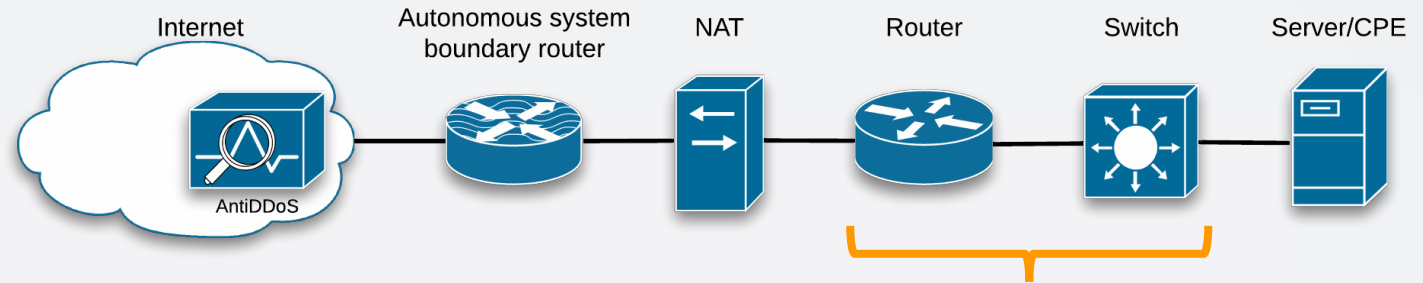 Internet
Autonomous system
boundary router
NAT
Router
Switch
Server/CPE
AntiDDoS